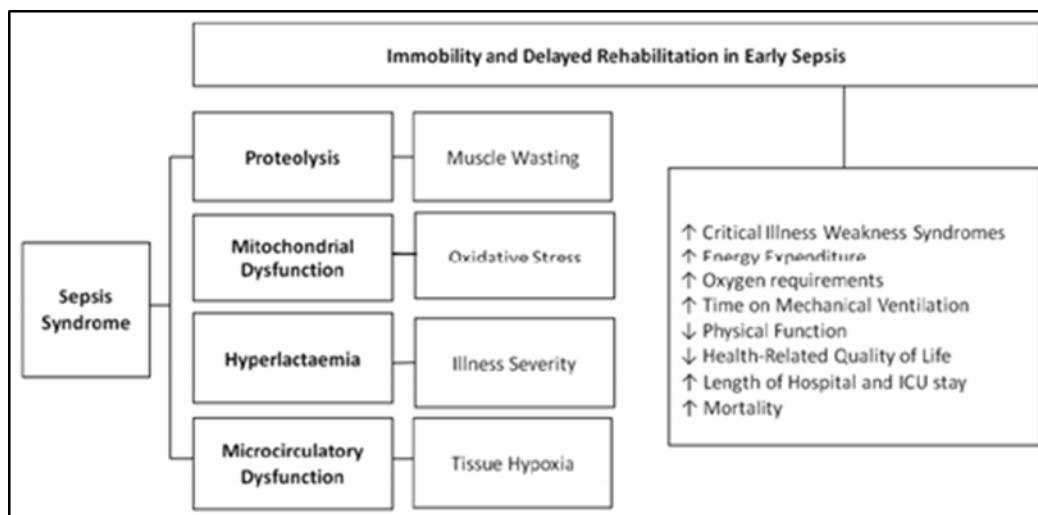 Immobility and Delayed Rehabilitation in Early Sepsis
Sepsis
Syndrome
Proteolysis
Muscle Wasting
Mitochondrial
Dysfunction
Oxidative Stress
Hyperlactaemia
Illness Severity
Microcirculatory
Dysfunction
Tissue Hypoxia
↑ Critical Illness Weakness Syndromes
↑ Energy Expenditure
↑ Oxygen requirements
↑ Time on Mechanical Ventilation
↓ Physical Function
↓ Health-Related Quality of Life
↑ Length of Hospital and ICU stay
↑ Mortality